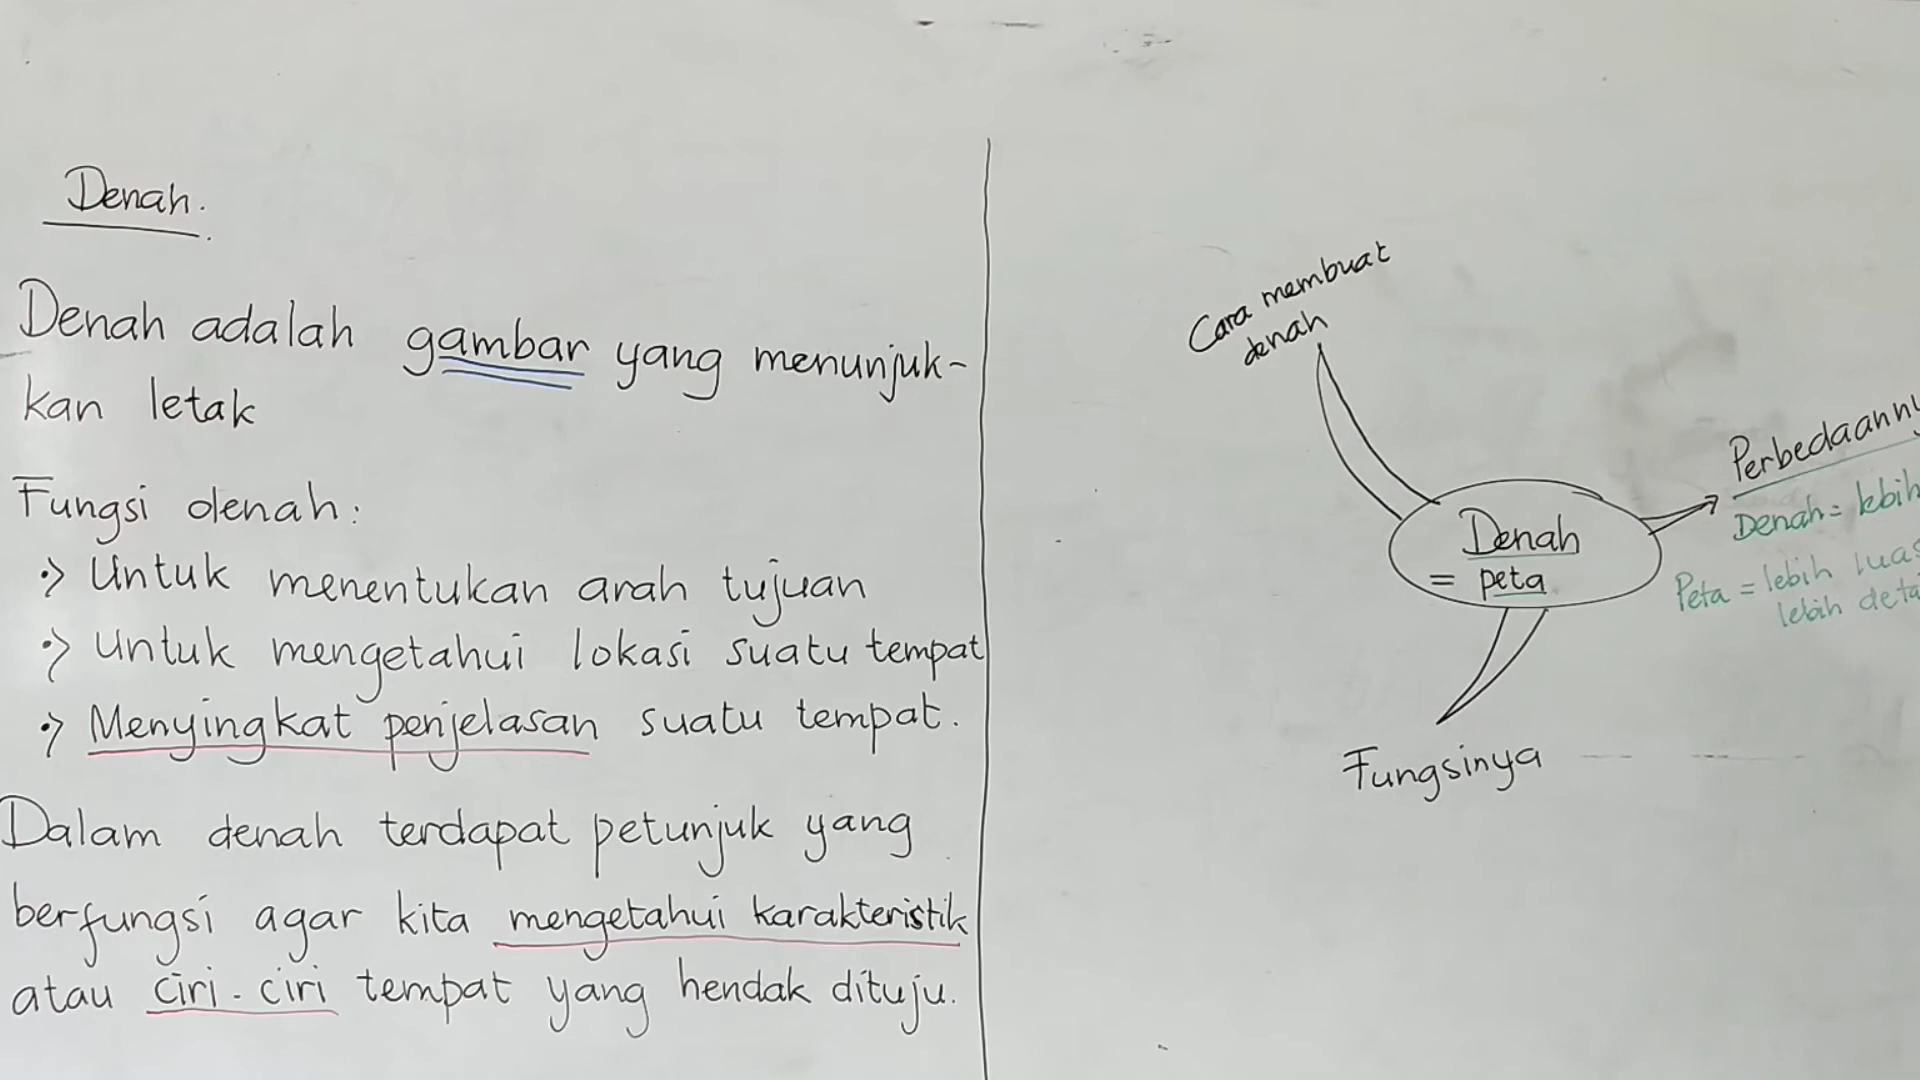 Denah.
Denah adalah gambar yang menunjuk-
kan letak
Fungsi denah:
•> Untuk menentukan arah tujuan
•> Untuk mengetahui lokasi suatu tempat
•> Menyingkat penjelasan suatu tempat.
Dalam denah terdapat petunjuk yang
berfungsi agar kita mengetahui karakteristik
atau ciri-ciri tempat yang hendak dituju.
Cara membuat
denah
Denah
= peta
Perbedaanny
Denah = lebih
Peta = lebih luas
lebih deta
Fungsinya